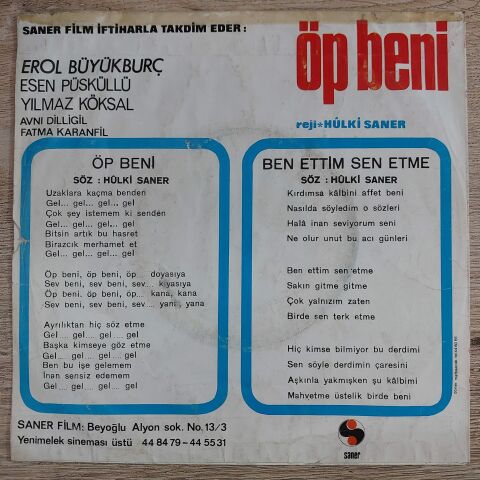 SANER FİLM İFTİHARLA TAKDİM EDER :
öp beni
EROL BÜYÜKBURÇ
ESEN PÜSKÜLLÜ
YILMAZ KÖKSAL
AVNI DİLLİGİL
FATMA KARANFİL
reji*HÛLKİ SANER
ÖP BENİ
SÖZ : HÛLKİ SANER
Uzaklara kaçma benden
Gel... gel... gel... gel
Çok şey istemem ki senden
Gel... gel... gel... gel
Bitsin artık bu hasret
Birazcık merhamet et
Gel... gel... gel... gel
Öp beni, öp beni, öp... doyasıya
Sev beni, sev beni, sev... kıyasıya
Öp beni, öp beni, öp... kana, kana
Sev beni, sev beni, sev... yana, yana
Ayrılıktan hiç söz etme
Gel.... gel.... gel.... gel
Başka kimseye göz etme
Gel.... gel.... gel.... gel
Ben bu işe gelemem
İnan sensiz edemem
Gel.... gel.... gel.... gel
BEN ETTİM SEN ETME
SÖZ : HÛLKİ SANER
Kırdımsa kâlbini affet beni
Nasılda söyledim o sözleri
Halâ inan seviyorum seni
Ne olur unut bu acı günleri
Ben ettim sen etme
Sakın gitme gitme
Çok yalnızım zaten
Birde sen terk etme
Hiç kimse bilmiyor bu derdimi
Sen söyle derdimin çaresini
Aşkınla yakmışken şu kâlbimi
Mahvetme üstelik birde beni
SANER FİLM: Beyoğlu Alyon sok. No. 13/3
Yenimelek sineması üstü 44 84 79 - 44 55 31
saner